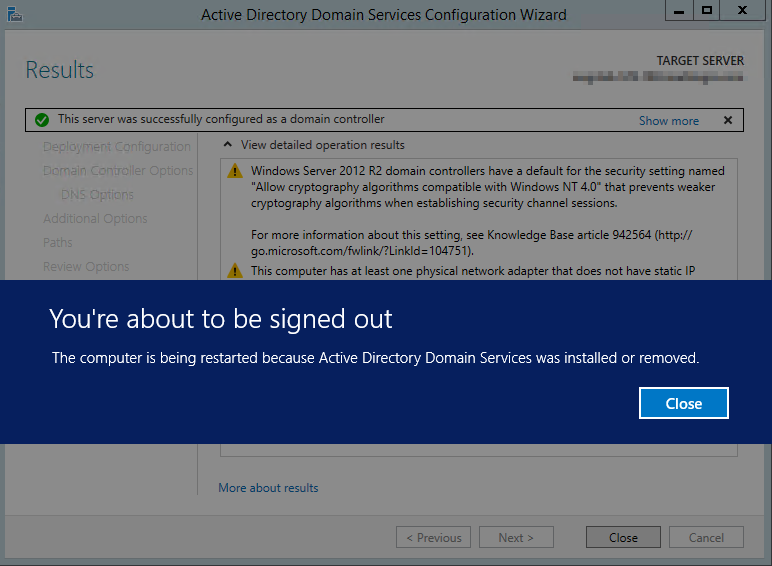 Active Directory Domain Services Configuration Wizard
Results
TARGET SERVER
This server was successfully configured as a domain controller
Show more
Deployment Configuration
Domain Controller Options
DNS Options
Additional Options
Paths
Review Options
View detailed operation results
Windows Server 2012 R2 domain controllers have a default for the security setting named
"Allow cryptography algorithms compatible with Windows NT 4.0" that prevents weaker
cryptography algorithms when establishing security channel sessions.
For more information about this setting, see Knowledge Base article 942564 (http://
go.microsoft.com/fwlink/?LinkId=104751).
This computer has at least one physical network adapter that does not have static IP
You're about to be signed out
The computer is being restarted because Active Directory Domain Services was installed or removed.
Close
More about results
< Previous
Next >
Close
Cancel